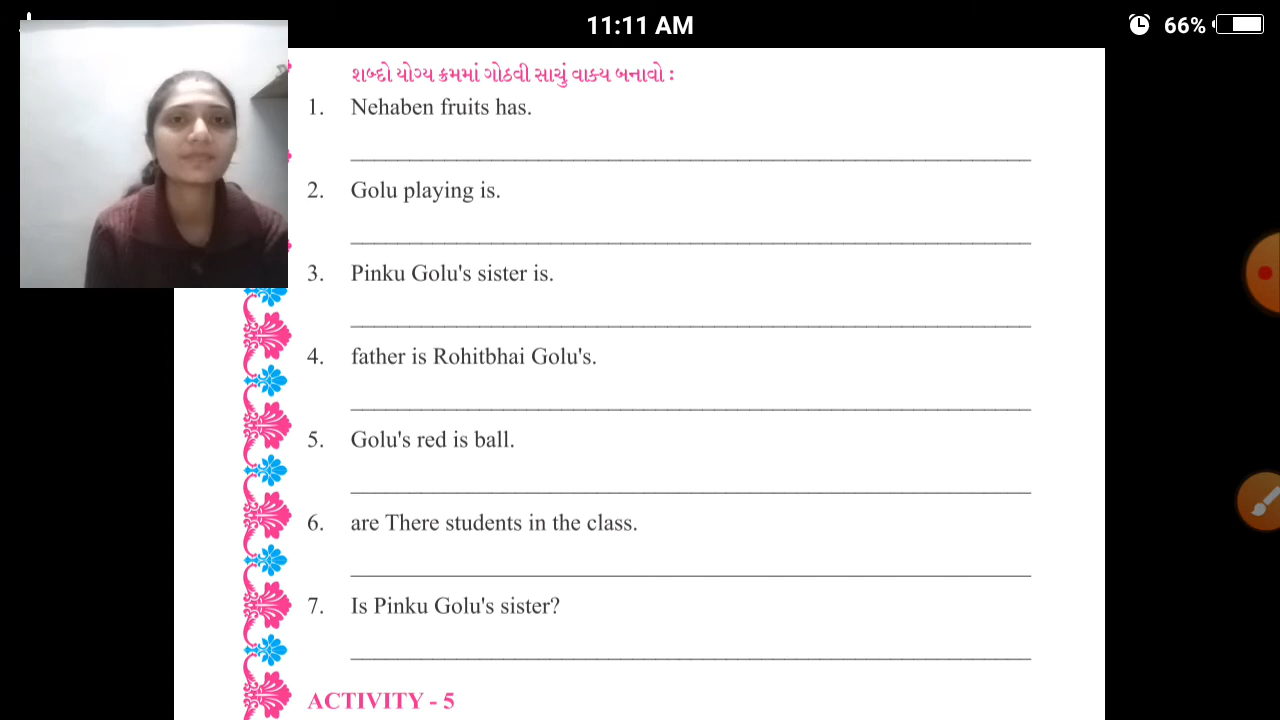 11:11 AM
66%
શબ્દો યોગ્ય ક્રમમાં ગોઠવી સાચું વાક્ય બનાવો :
1. Nehaben fruits has.
2. Golu playing is.
3. Pinku Golu's sister is.
4. father is Rohitbhai Golu's.
5. Golu's red is ball.
6. are There students in the class.
7. Is Pinku Golu's sister?
ACTIVITY - 5